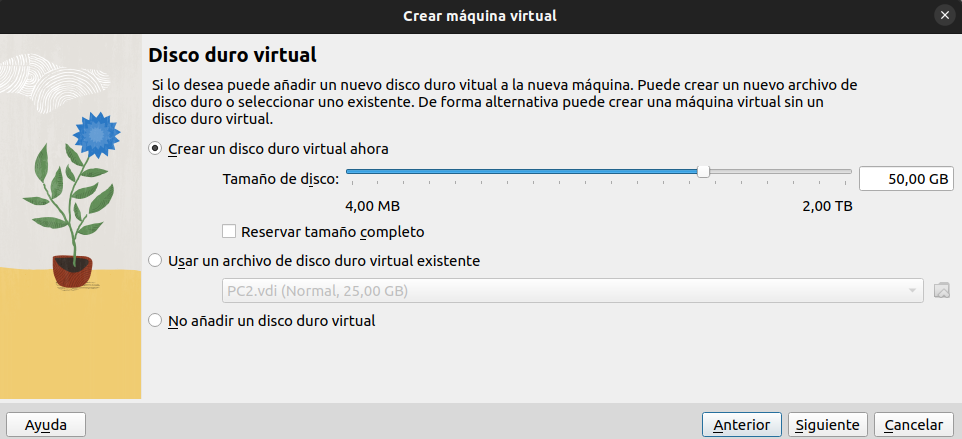 Crear máquina virtual
Disco duro virtual
Si lo desea puede añadir un nuevo disco duro vitual a la nueva máquina. Puede crear un nuevo archivo de
disco duro o seleccionar uno existente. De forma alternativa puede crear una máquina virtual sin un
disco duro virtual.
Crear un disco duro virtual ahora
Tamaño de disco:
50,00 GB
4,00 MB
2,00 TB
Reservar tamaño completo
Usar un archivo de disco duro virtual existente
PC2.vdi (Normal, 25,00 GB)
No añadir un disco duro virtual
Ayuda
Anterior
Siguiente
Cancelar